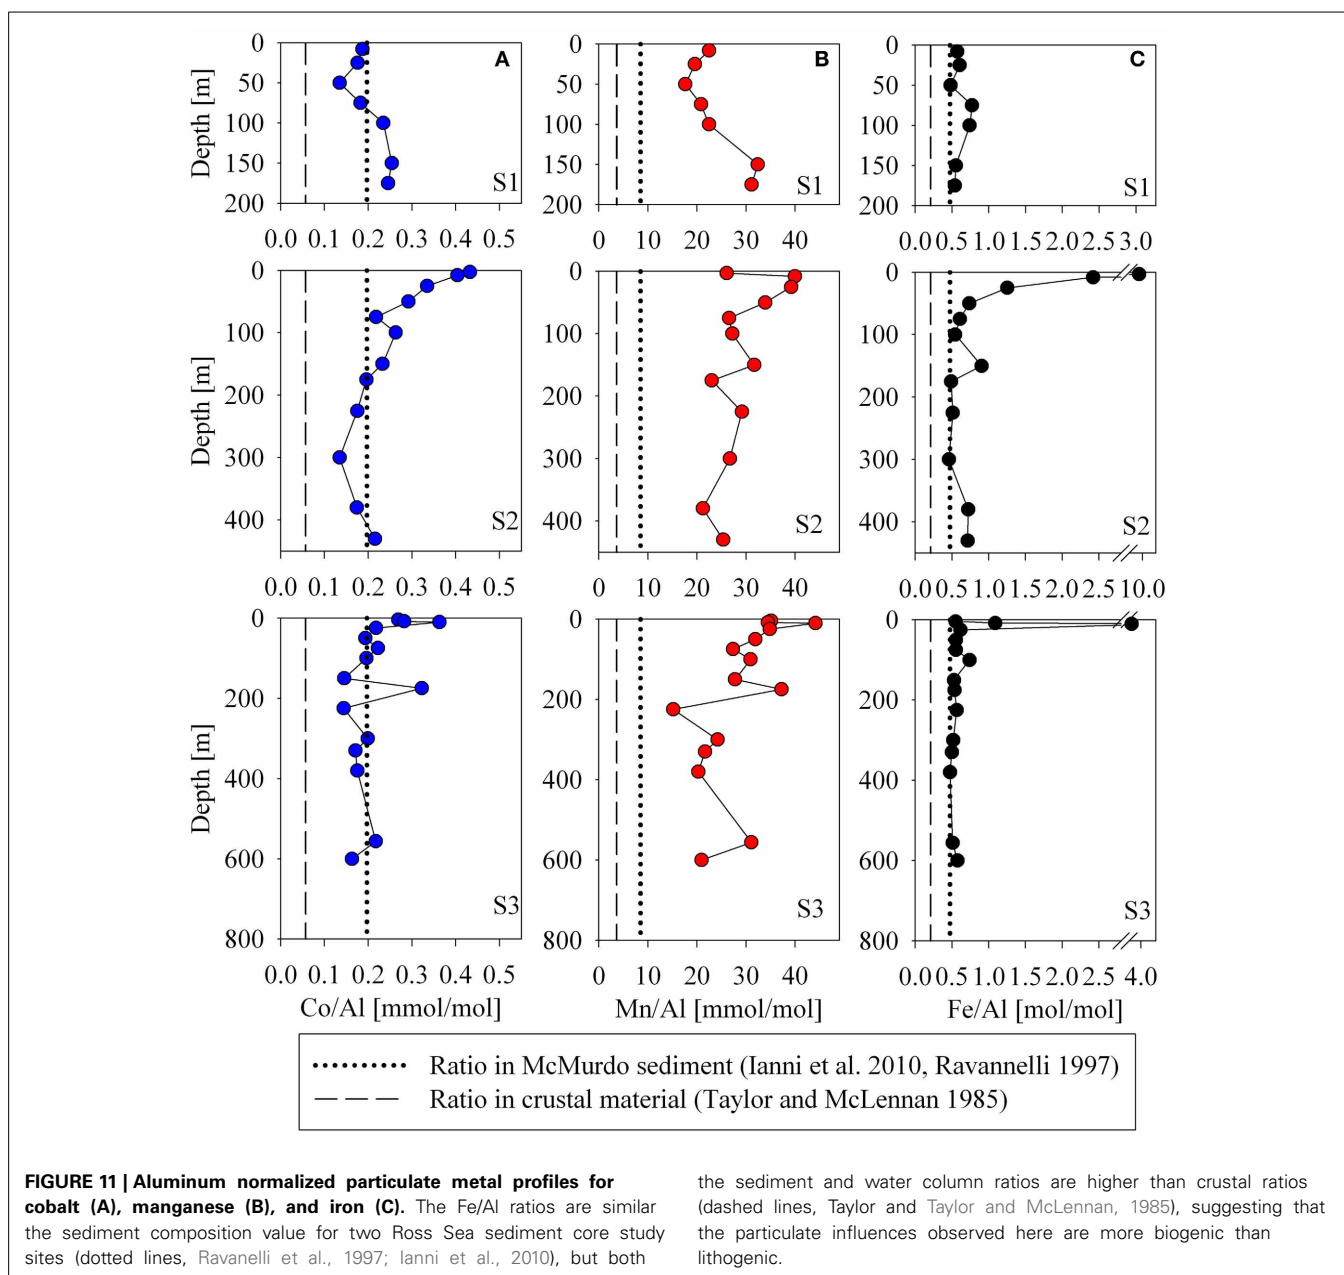 A
B
C
0
50
100
150
200
Depth [m]
S1
0.0 0.1 0.2 0.3 0.4 0.5
0
50
100
150
200
S1
0 10 20 30 40
0
50
100
150
200
S1
0.0 0.5 1.0 1.5 2.0 2.5 3.0
0
100
200
300
400
Depth [m]
S2
0.0 0.1 0.2 0.3 0.4 0.5
0
100
200
300
400
S2
0 10 20 30 40
0
100
200
300
400
S2
0.0 0.5 1.0 1.5 2.0 2.5 10.0
0
200
400
600
800
Depth [m]
S3
0.0 0.1 0.2 0.3 0.4 0.5
Co/Al [mmol/mol]
0
200
400
600
800
S3
0 10 20 30 40
Mn/Al [mmol/mol]
0
200
400
600
800
S3
0.0 0.5 1.0 1.5 2.0 2.5 4.0
Fe/Al [mol/mol]
Ratio in McMurdo sediment (Ianni et al. 2010, Ravannelli 1997)
Ratio in crustal material (Taylor and McLennan 1985)
FIGURE 11 | Aluminum normalized particulate metal profiles for
cobalt (A), manganese (B), and iron (C). The Fe/Al ratios are similar
the sediment composition value for two Ross Sea sediment core study
sites (dotted lines, Ravanelli et al., 1997; Ianni et al., 2010), but both
the sediment and water column ratios are higher than crustal ratios
(dashed lines, Taylor and Taylor and McLennan, 1985), suggesting that
the particulate influences observed here are more biogenic than
lithogenic.